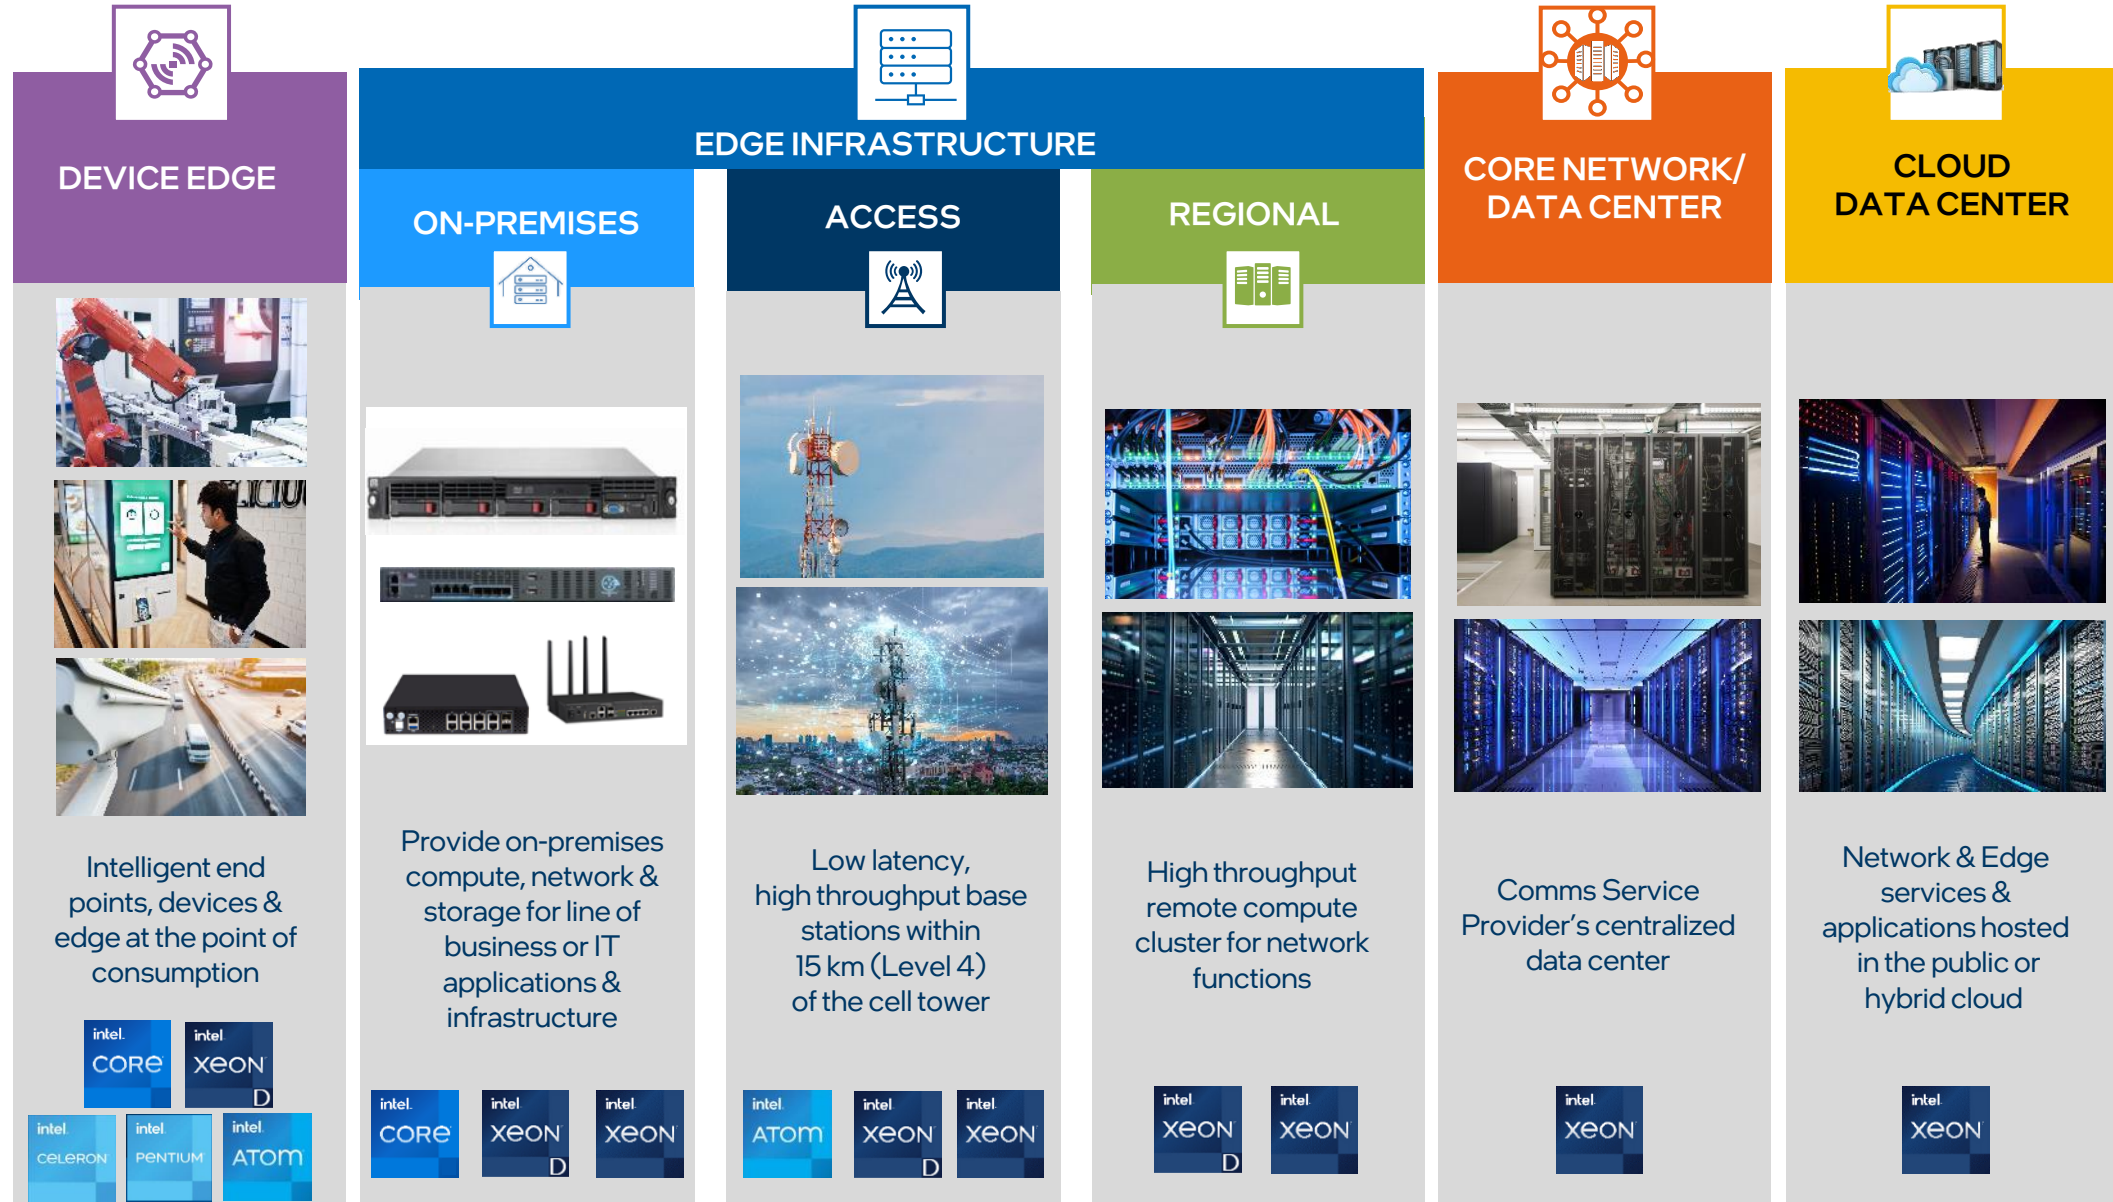 DEVICE EDGE
Intelligent end
points, devices &
edge at the point of
consumption
intel.
CORE
intel.
XEON
D
intel.
CELERON
intel.
PENTIUM
intel.
ATOM
EDGE INFRASTRUCTURE
ON-PREMISES
Provide on-premises
compute, network &
storage for line of
business or IT
applications &
infrastructure
intel.
CORE
intel.
XEON
D
intel.
XEON
ACCESS
Low latency,
high throughput base
stations within
15 km (Level 4)
of the cell tower
intel.
ATOM
intel.
XEON
D
intel.
XEON
REGIONAL
High throughput
remote compute
cluster for network
functions
intel.
XEON
D
intel.
XEON
CORE NETWORK/
DATA CENTER
Comms Service
Provider's centralized
data center
intel.
XEON
CLOUD
DATA CENTER
Network & Edge
services &
applications hosted
in the public or
hybrid cloud
intel.
XEON